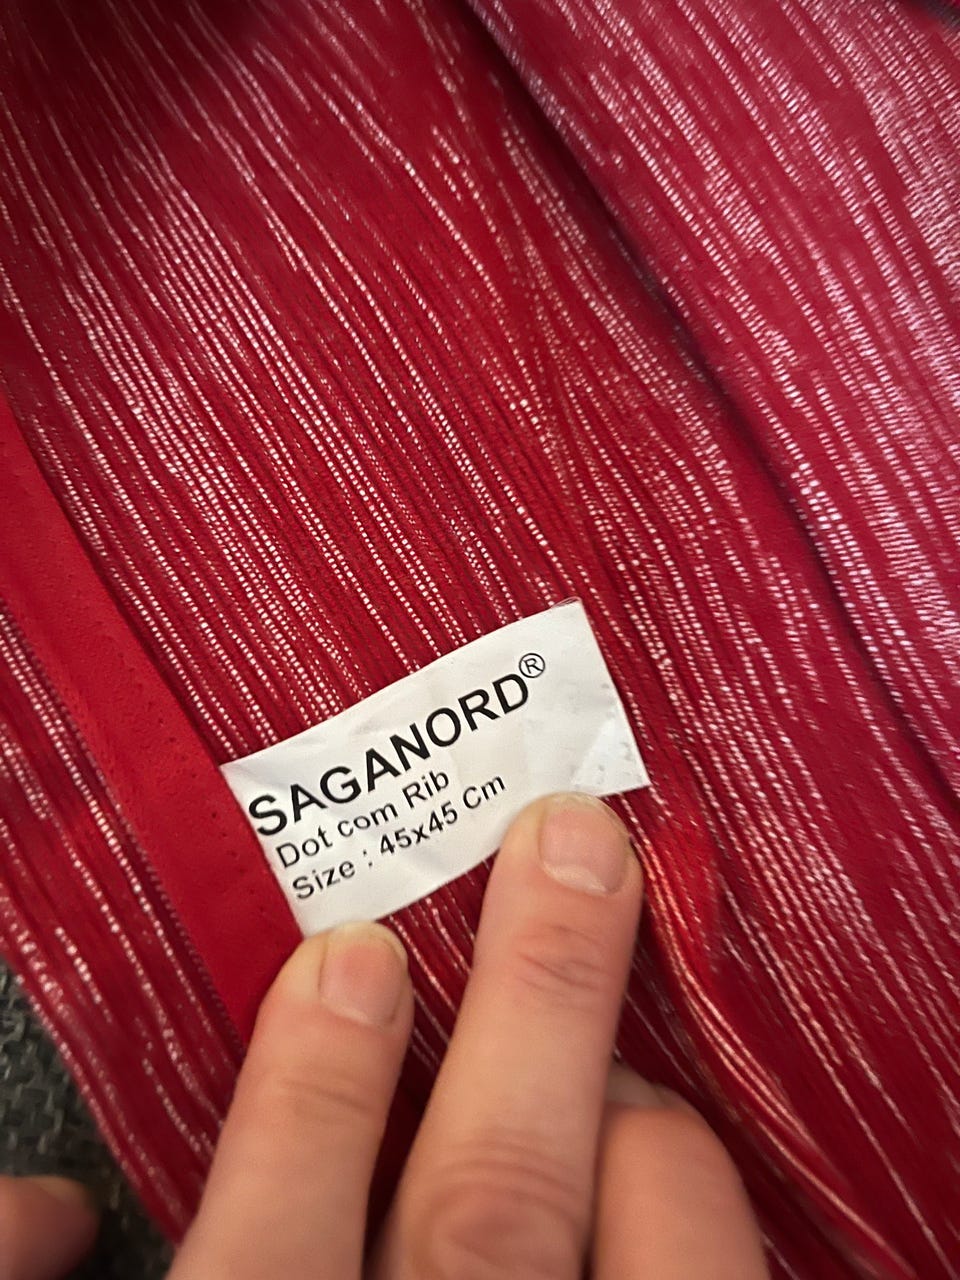 SAGANORD®
Dot com Rib
Size : 45x45 Cm